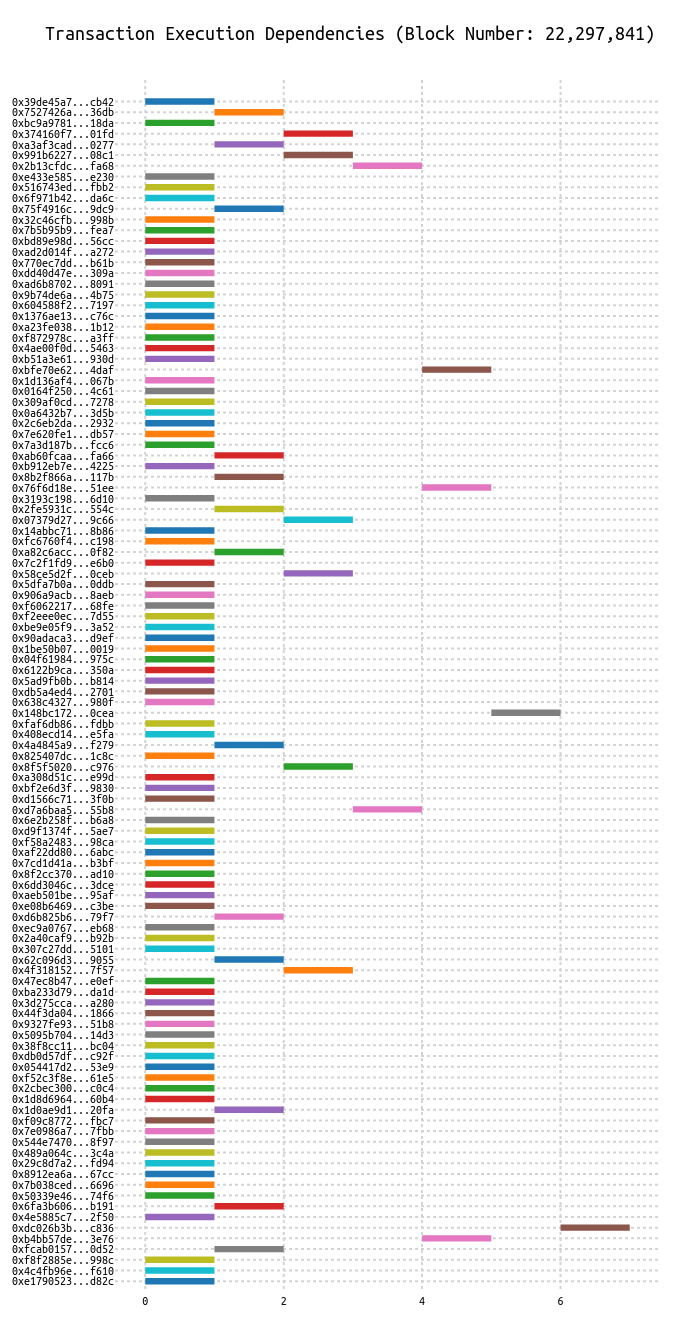 Transaction Execution Dependencies (Block Number: 22,297,841)
0x39de45a7...cb42
0x7527426a...36db
0xbc9a9781...18da
0x374160f7...01fd
0xa3af3cad...0277
0x991b6227...08c1
0x2b13cfdc...fa68
0xe433e585...e230
0x516743ed...fbb2
0x6f971b42...da6c
0x75f4916c...9dc9
0x32c46cfb...998b
0x7b5b95b9...fea7
0xbd89e98d...56cc
0xad2d014f...a272
0x770ec7dd...b61b
0xdd40d47e...309a
0xad6b8702...8091
0x9b74de6a...4b75
0x604588f2...7197
0x1376ae13...c76c
0xa23fe038...1b12
0xf872978c...a3ff
0x4ae00f0d...5463
0xb51a3e61...930d
0xbfe70e62...4daf
0x1d136af4...067b
0x0164f250...4c61
0x309af0cd...7278
0x0a6432b7...3d5b
0x2c6eb2da...2932
0x7e620fe1...db57
0x7a3d187b...fcc6
0xab60fcaa...fa66
0xb912eb7e...4225
0x8b2f866a...117b
0x76f6d18e...51ee
0x3193c198...6d10
0x2fe5931c...554c
0x07379d27...9c66
0x14abbc71...8b86
0xfc6760f4...c198
0xa82c6acc...0f82
0x7c2f1fd9...e6b0
0x58ce5d2f...0ceb
0x5dfa7b0a...0ddb
0x906a9acb...8aeb
0xf6062217...68fe
0xf2eee0ec...7d55
0xbe9e05f9...3a52
0x90adaca3...d9ef
0x1be50b07...0019
0x04f61984...975c
0x6122b9ca...350a
0x5ad9fb0b...b814
0xdb5a4ed4...2701
0x638c4327...980f
0x148bc172...0cea
0xfaf6db86...fdbb
0x408ecd14...e5fa
0x4a4845a9...f279
0x825407dc...1c8c
0x8f5f5020...c976
0xa308d51c...e99d
0xbf2e6d3f...9830
0xd1566c71...3f0b
0xd7a6baa5...55b8
0x6e2b258f...b6a8
0xd9f1374f...5ae7
0xf58a2483...98ca
0xaf22dd80...6abc
0x7cd1d41a...b3bf
0x8f2cc370...ad10
0x6dd3046c...3dce
0xaeb501be...95af
0xe08b6469...c3be
0xd6b825b6...79f7
0xec9a0767...eb68
0x2a40caf9...b92b
0x307c27dd...5101
0x62c096d3...9055
0x4f318152...7f57
0x47ec8b47...e0ef
0xba233d79...da1d
0x3d275cca...a280
0x44f3da04...1866
0x9327fe93...51b8
0x5095b704...14d3
0x38f8cc11...bc04
0xdb0d57df...c92f
0x054417d2...53e9
0xf52c3f8e...61e5
0x2cbec300...c0c4
0x1d8d6964...60b4
0x1d0ae9d1...20fa
0xf09c8772...fbc7
0x7e0986a7...7fbb
0x544e7470...8f97
0x489a064c...3c4a
0x29c8d7a2...fd94
0x8912ea6a...67cc
0x7b038ced...6696
0x50339e46...74f6
0x6fa3b606...b191
0x4e5885c7...2f50
0xdc026b3b...c836
0xb4bb57de...3e76
0xfcab0157...0d52
0xf8f2885e...998c
0x4c4fb96e...f610
0xe1790523...d82c
0 2 4 6